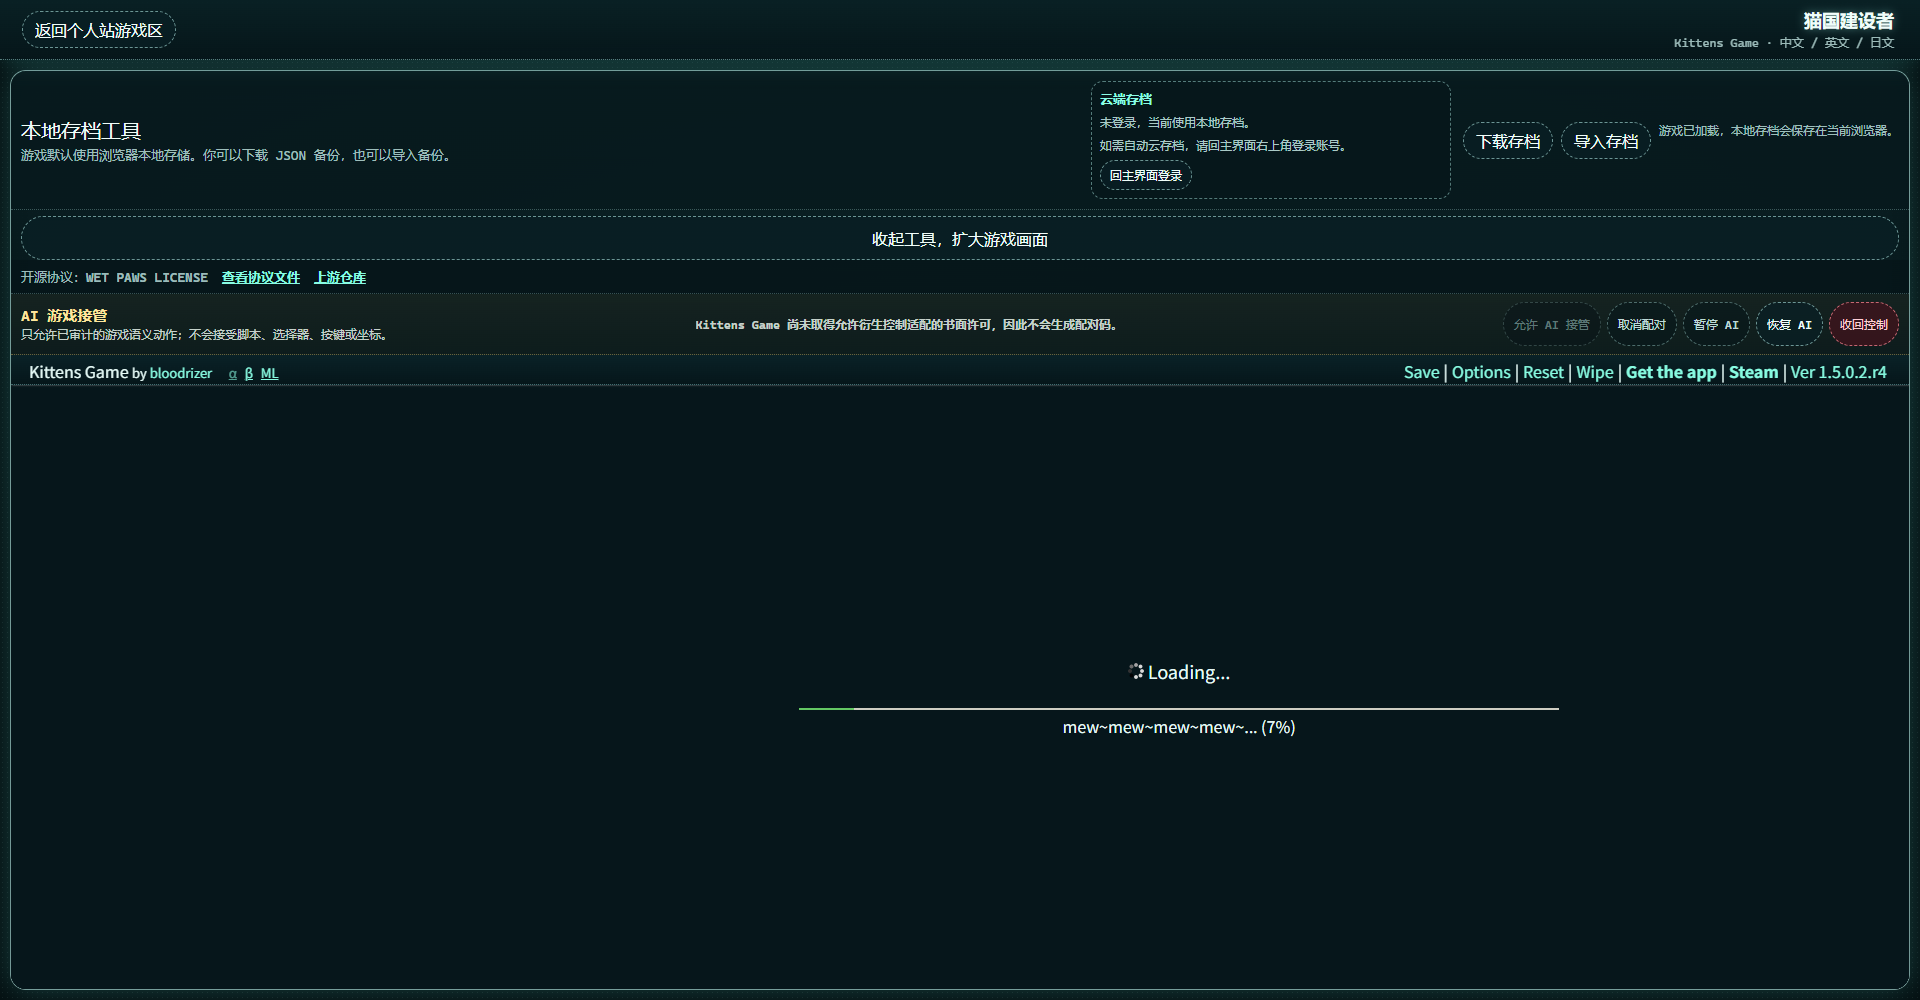 返回个人站游戏区
猫国建设者
Kittens Game · 中文 / 英文 / 日文
本地存档工具
游戏默认使用浏览器本地存储。你可以下载 JSON 备份，也可以导入备份。
云端存档
未登录，当前使用本地存档。
如需自动云存档，请回主界面右上角登录账号。
回主界面登录
下载存档
导入存档
游戏已加载，本地存档会保存在当前浏览器。
收起工具，扩大游戏画面
开源协议：WET PAWS LICENSE 查看协议文件 上游仓库
AI 游戏接管
只允许已审计的游戏语义动作；不会接受脚本、选择器、按键或坐标。
Kittens Game 尚未取得允许衍生控制适配的书面许可，因此不会生成配对码。
允许 AI 接管
取消配对
暂停 AI
恢复 AI
收回控制
Kittens Game by bloodrizer α β ML
Save | Options | Reset | Wipe | Get the app | Steam | Ver 1.5.0.2.r4
Loading...
mew~mew~mew~mew~... (7%)